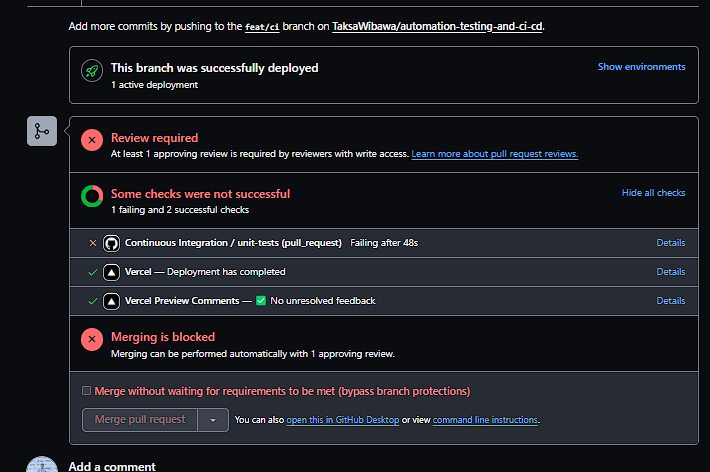 Add more commits by pushing to the feat/ci branch on TaksaWibawa/automation-testing-and-ci-cd.
This branch was successfully deployed
Show environments
1 active deployment
Review required
At least 1 approving review is required by reviewers with write access. Learn more about pull request reviews.
Some checks were not successful
Hide all checks
1 failing and 2 successful checks
Continuous Integration / unit-tests (pull_request) Failing after 48s
Details
Vercel — Deployment has completed
Details
Vercel Preview Comments — ✅ No unresolved feedback
Details
Merging is blocked
Merging can be performed automatically with 1 approving review.
Merge without waiting for requirements to be met (bypass branch protections)
Merge pull request
You can also open this in GitHub Desktop or view command line instructions.
Add a comment